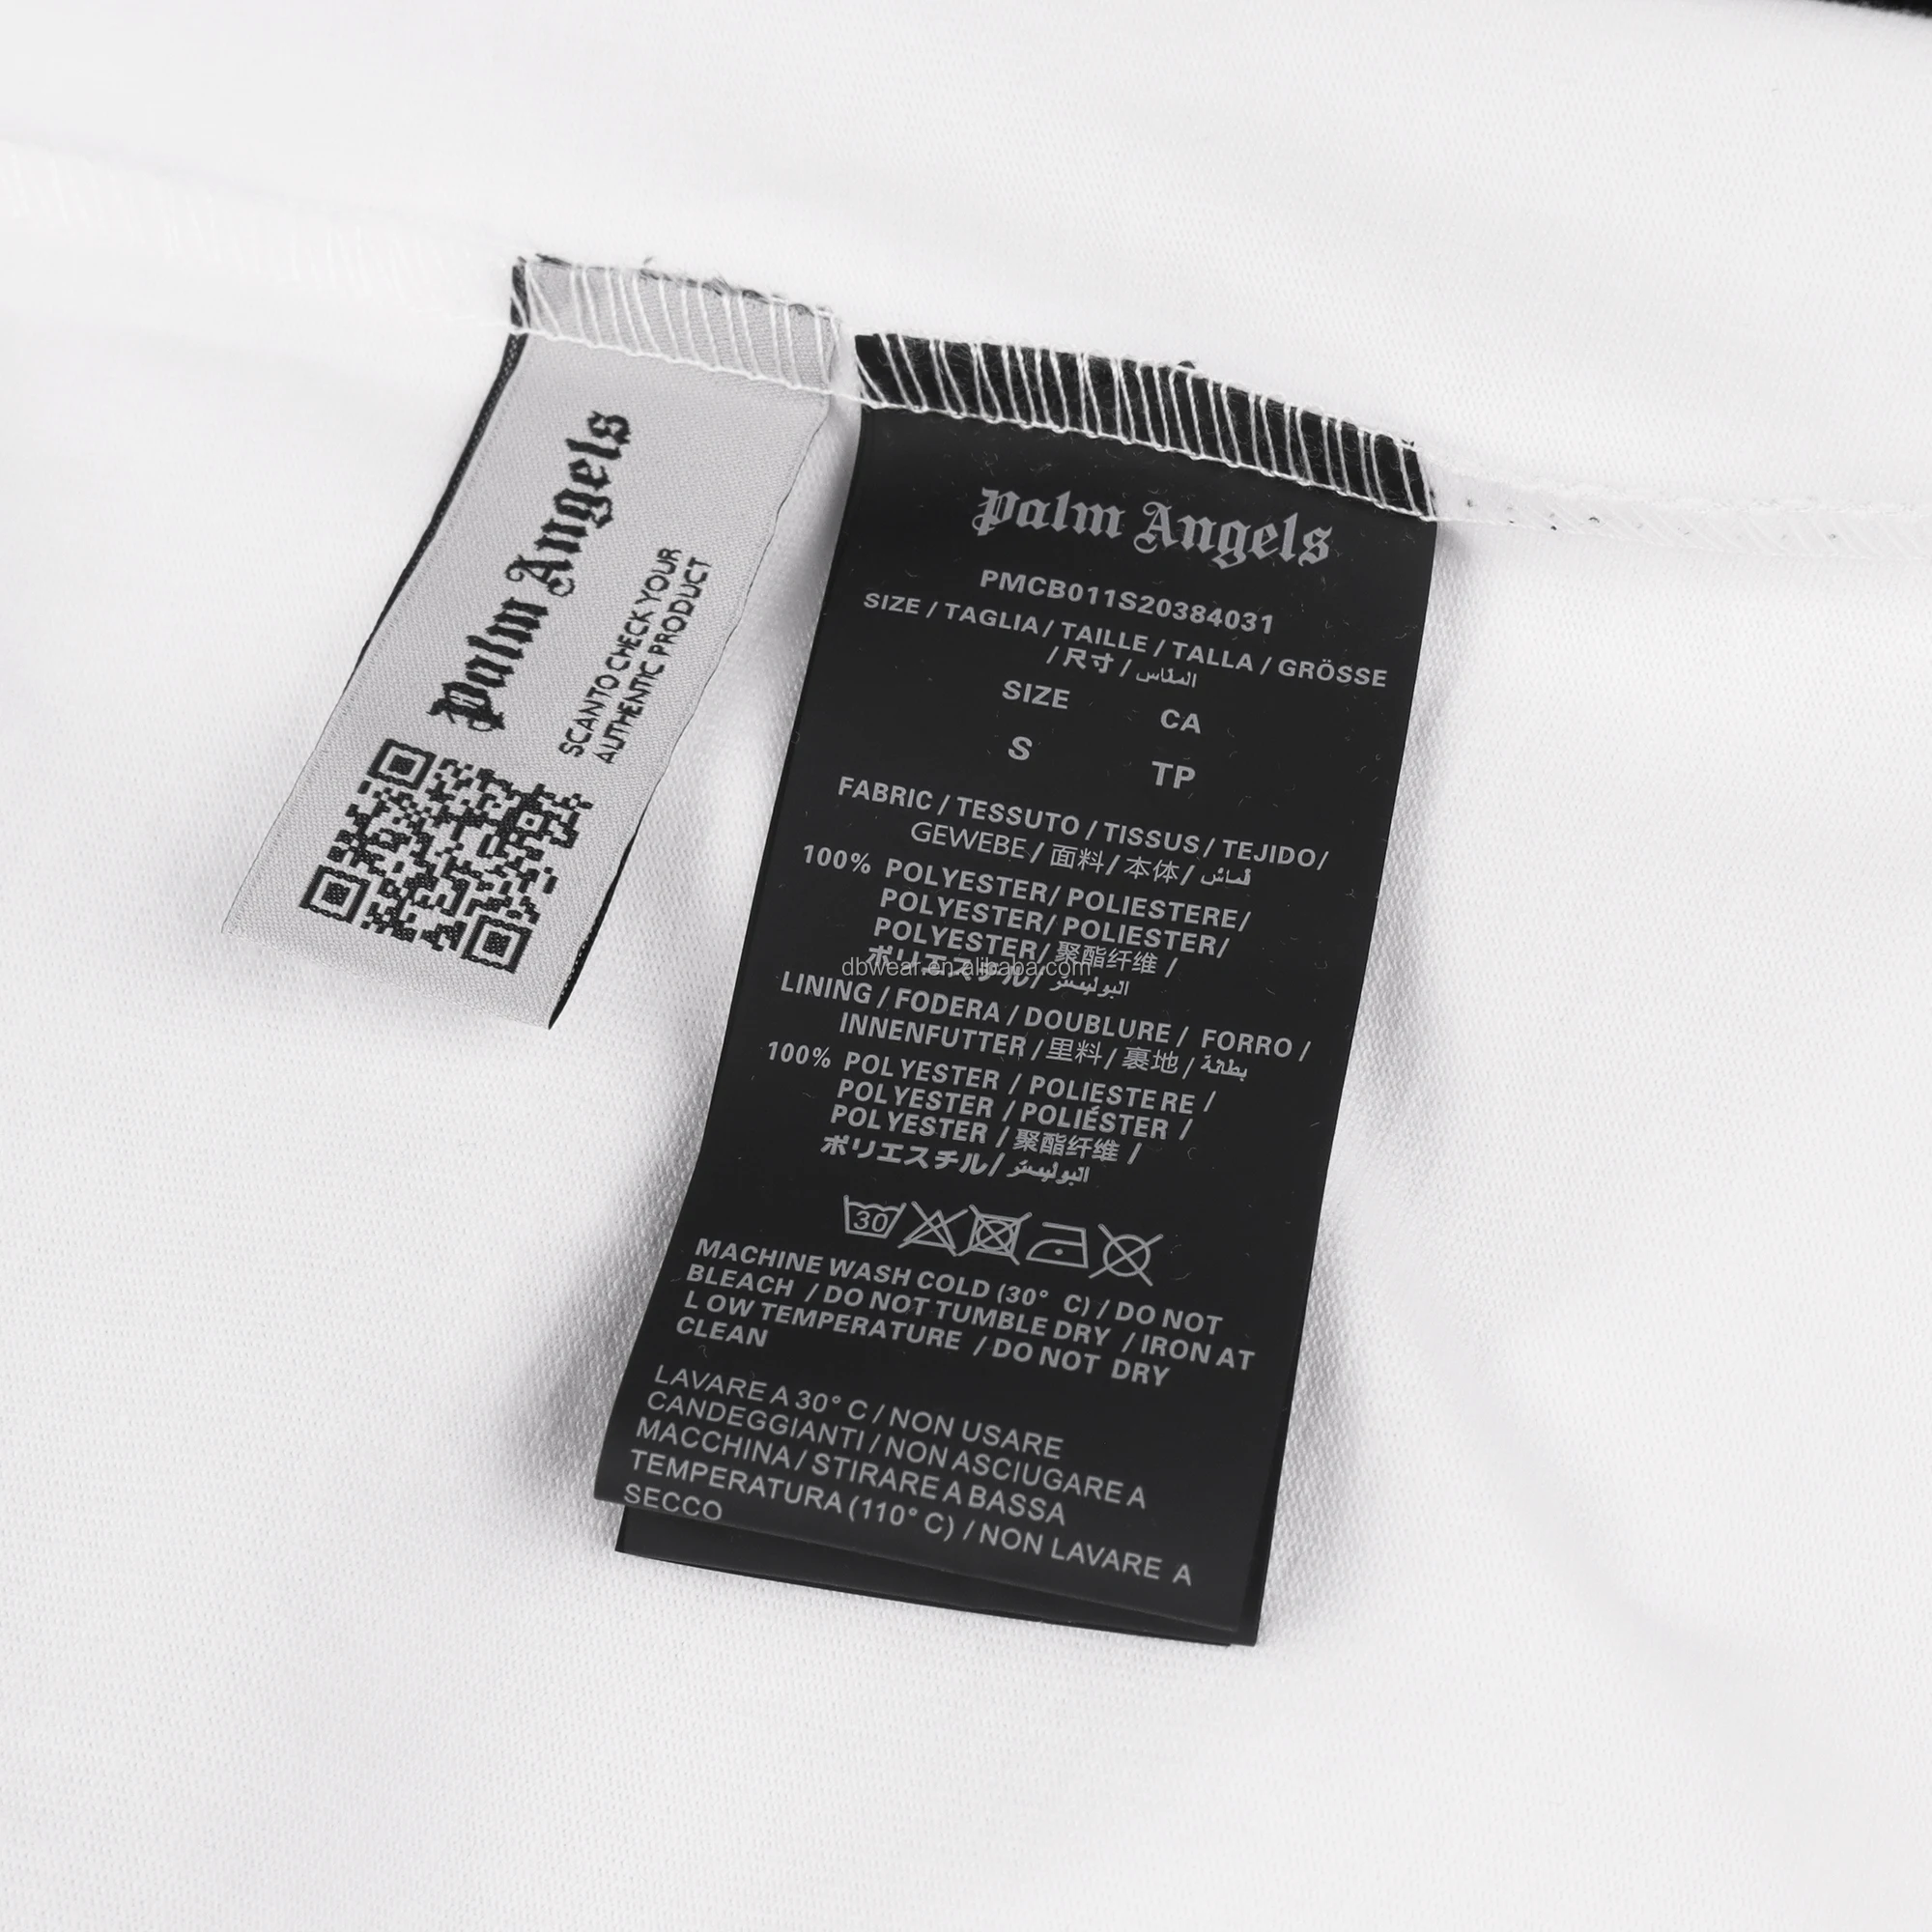 Palm Angels
SCAN TO CHECK YOUR
AUTHENTIC PRODUCT
Palm Angels
PMCB011S20384031
SIZE / TAGLIA / TAILLE / TALLA / GRÖSSE
/ 尺寸 / المقاس
SIZE CA
S TP
FABRIC / TESSUTO / TISSUS / TEJIDO/
GEWEBE / 面料 / 本体 / قماش
100% POLYESTER/ POLIESTERE/
POLYESTER/ POLIESTER/
POLYESTER/ 聚酯纤维 /
ポリエステル/ البوليستر
dbwear.en.alibaba.com
LINING / FODERA / DOUBLURE / FORRO /
INNENFUTTER / 里料 / 裏地 / بطانة
100% POLYESTER / POLIESTERE /
POLYESTER / POLIÉSTER /
POLYESTER / 聚酯纤维 /
ポリエスチル/ البوليستر
30
MACHINE WASH COLD (30° C) / DO NOT
BLEACH / DO NOT TUMBLE DRY / IRON AT
LOW TEMPERATURE / DO NOT DRY
CLEAN
LAVARE A 30° C / NON USARE
CANDEGGIANTI / NON ASCIUGARE A
MACCHINA / STIRARE A BASSA
TEMPERATURA (110° C) / NON LAVARE A
SECCO